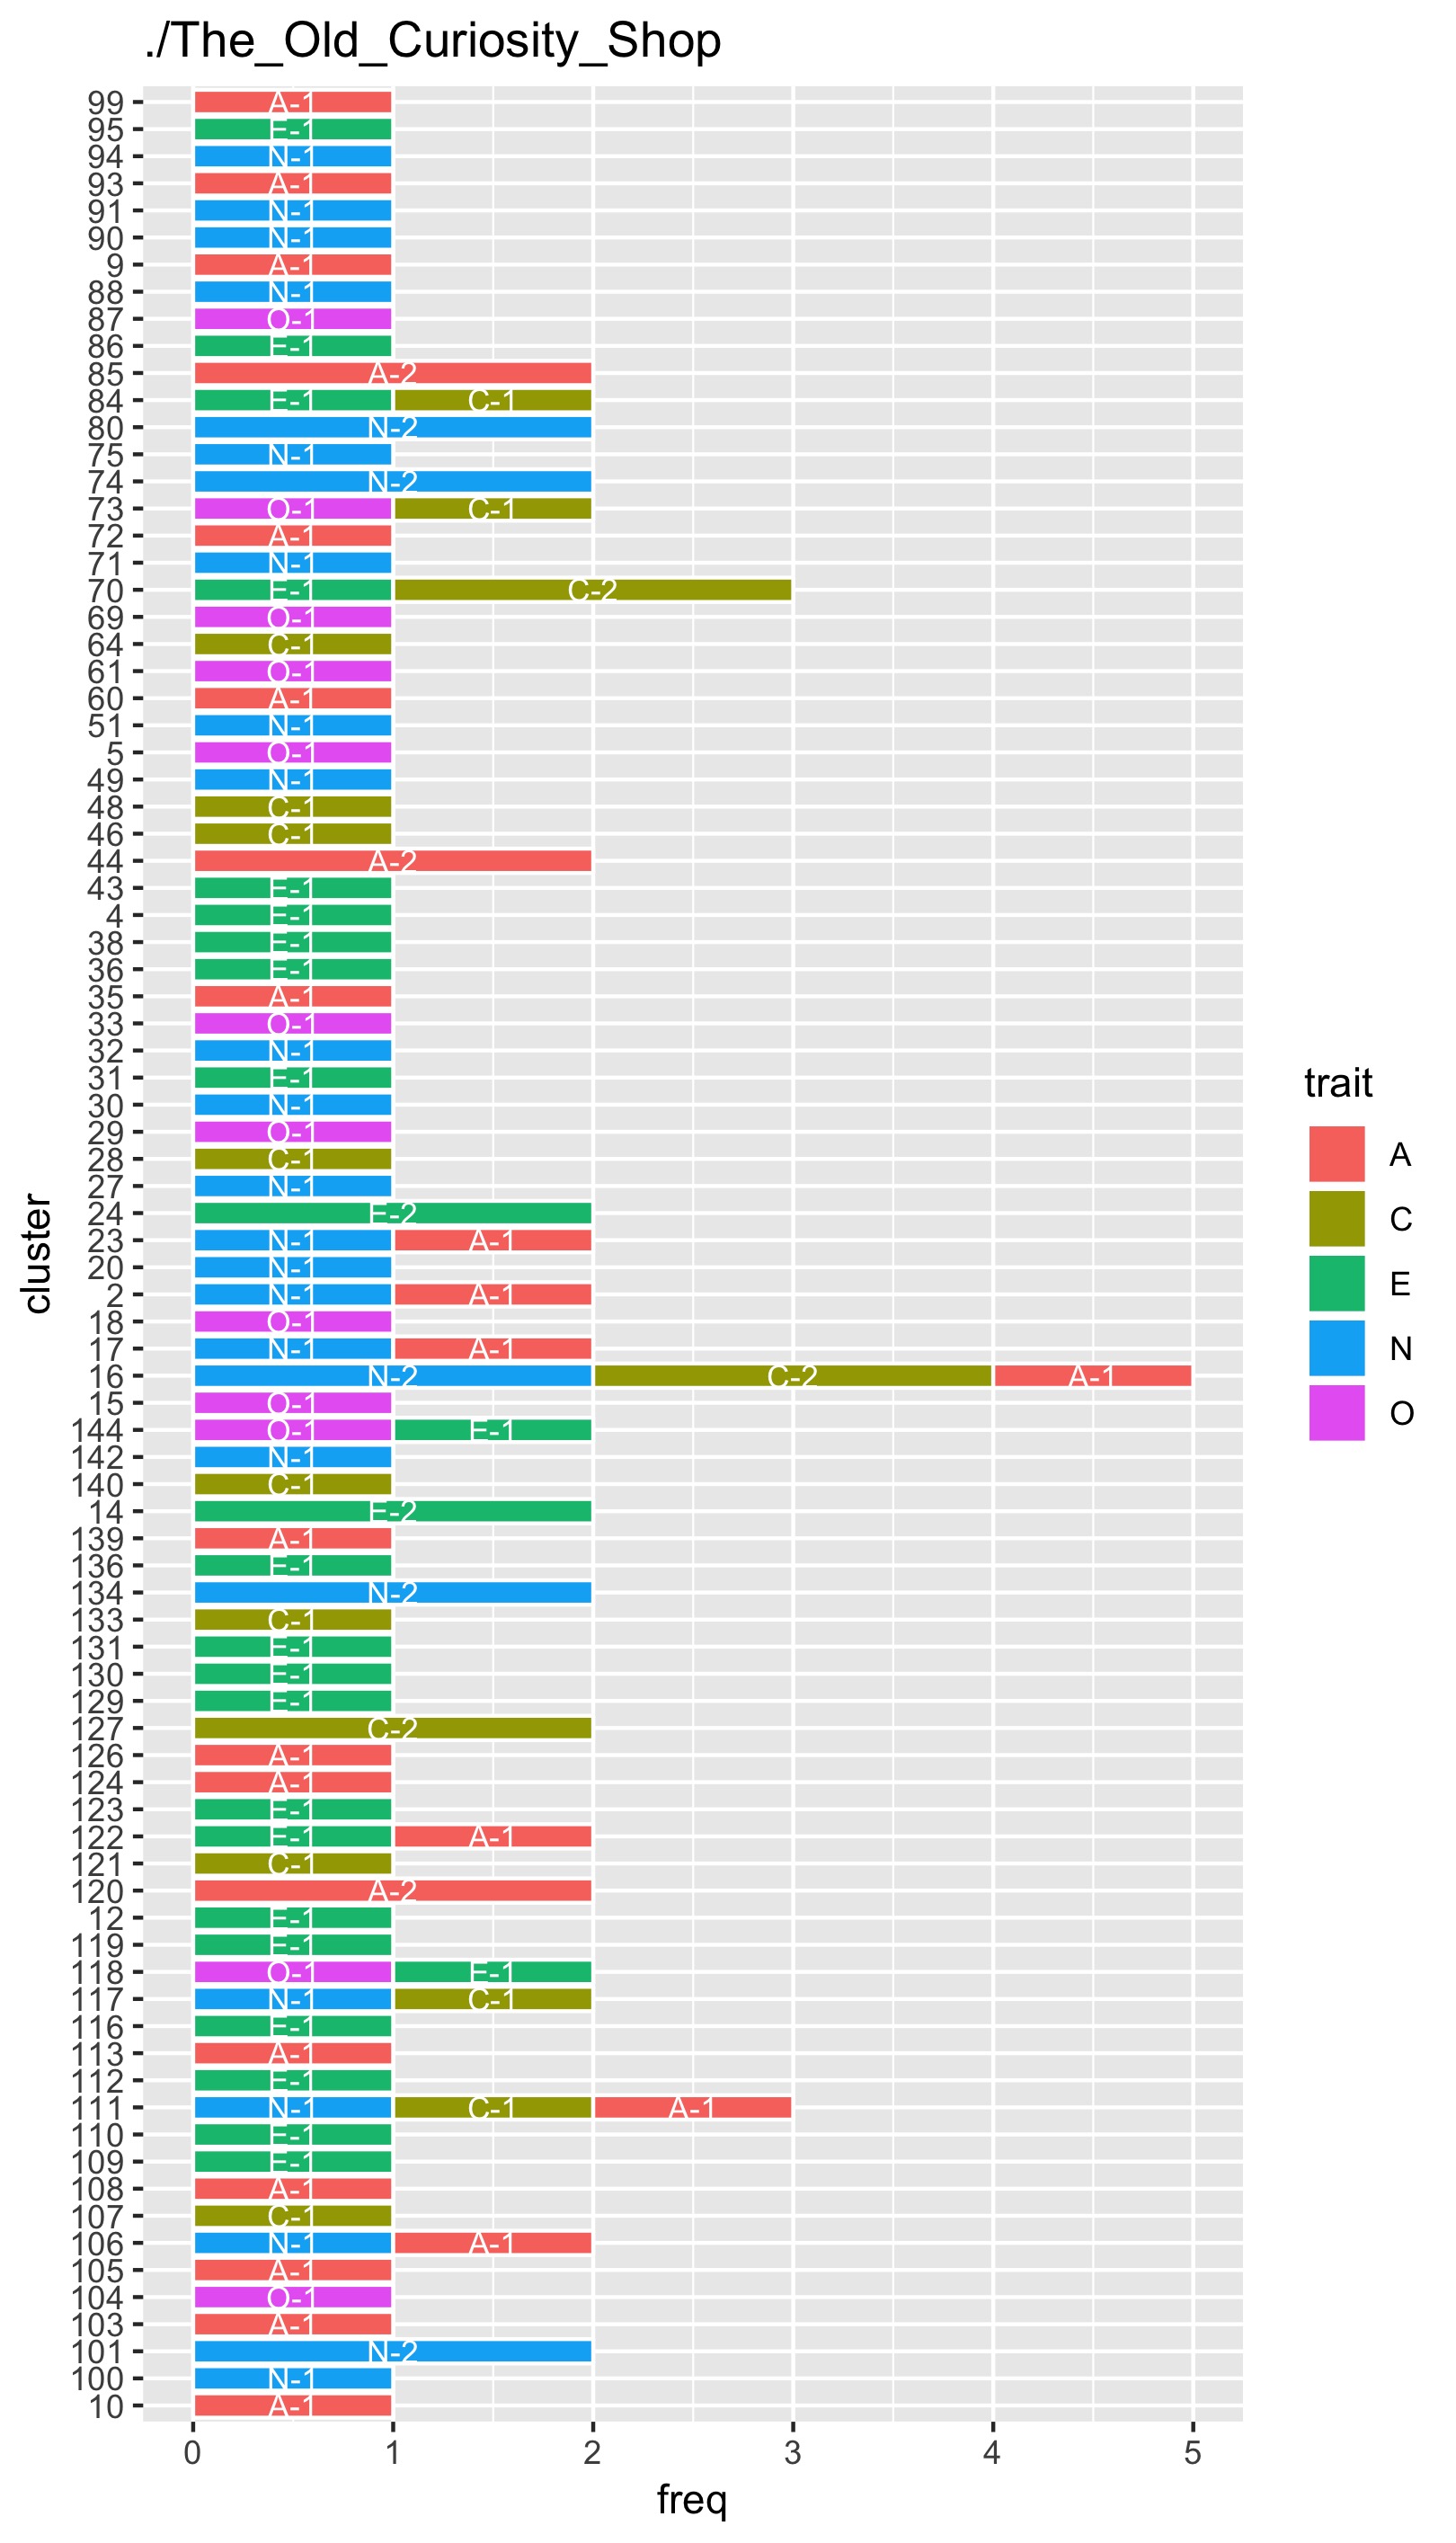 ./The_Old_Curiosity_Shop
99 A-1
95 E-1
94 N-1
93 A-1
91 N-1
90 N-1
9 A-1
88 N-1
87 O-1
86 E-1
85 A-2
84 E-1 C-1
80 N-2
75 N-1
74 N-2
73 O-1 C-1
72 A-1
71 N-1
70 E-1 C-2
69 O-1
64 C-1
61 O-1
60 A-1
51 N-1
5 O-1
49 N-1
48 C-1
46 C-1
44 A-2
43 E-1
4 E-1
38 E-1
36 E-1
35 A-1
33 O-1
32 N-1
31 E-1
30 N-1
29 O-1
28 C-1
27 N-1
24 E-2
23 N-1 A-1
20 N-1
2 N-1 A-1
18 O-1
17 N-1 A-1
16 N-2 C-2 A-1
15 O-1
144 O-1 E-1
142 N-1
140 C-1
14 E-2
139 A-1
136 E-1
134 N-2
133 C-1
131 E-1
130 E-1
129 E-1
127 C-2
126 A-1
124 A-1
123 E-1
122 E-1 A-1
121 C-1
120 A-2
12 E-1
119 E-1
118 O-1 E-1
117 N-1 C-1
116 E-1
113 A-1
112 E-1
111 N-1 C-1 A-1
110 E-1
109 E-1
108 A-1
107 C-1
106 N-1 A-1
105 A-1
104 O-1
103 A-1
101 N-2
100 N-1
10 A-1
0 1 2 3 4 5
freq
cluster
trait
A
C
E
N
O